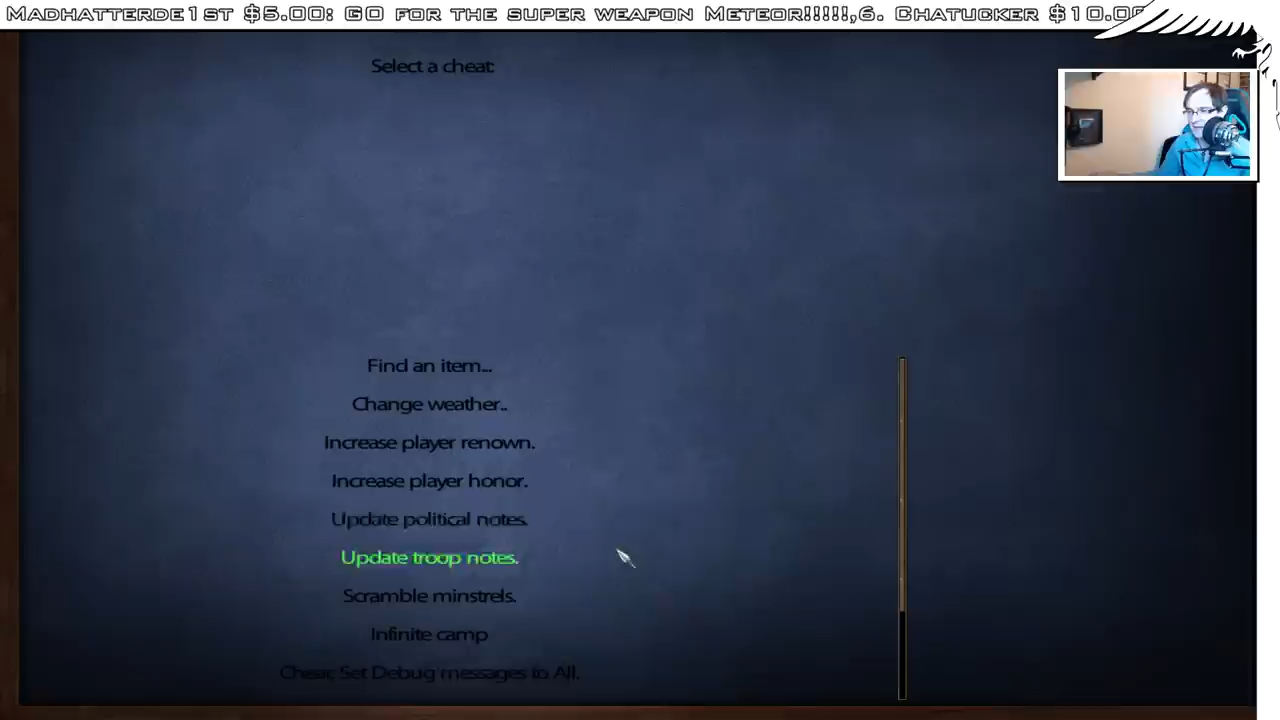 Madhatterde1st $5.00: GO for the super weapon Meteor!!!!!,6. Chatucker $10.00
Select a cheat:
Find an item...
Change weather..
Increase player renown.
Increase player honor.
Update political notes.
Update troop notes.
Scramble minstrels.
Infinite camp
Cheat: Set Debug messages to All.